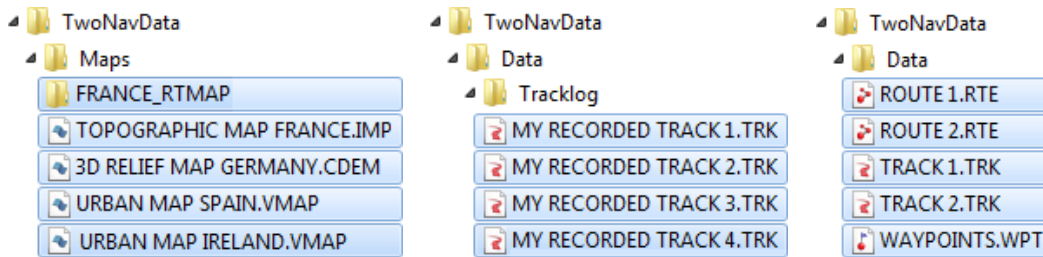 TwoNavData
Maps
FRANCE_RTMAP
TOPOGRAPHIC MAP FRANCE.IMP
3D RELIEF MAP GERMANY.CDEM
URBAN MAP SPAIN.VMAP
URBAN MAP IRELAND.VMAP
TwoNavData
Data
Tracklog
MY RECORDED TRACK 1.TRK
MY RECORDED TRACK 2.TRK
MY RECORDED TRACK 3.TRK
MY RECORDED TRACK 4.TRK
TwoNavData
Data
ROUTE 1.RTE
ROUTE 2.RTE
TRACK 1.TRK
TRACK 2.TRK
WAYPOINTS.WPT